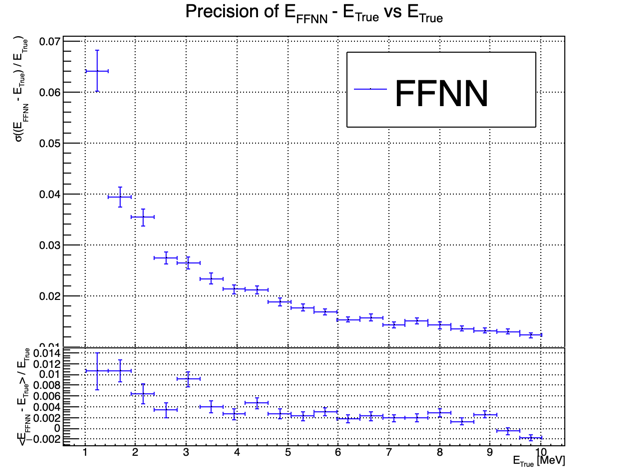 Precision of E_FFNN - E_True vs E_True
σ((E_FFNN - E_True) / E_True)
0.07
0.06
0.05
0.04
0.03
0.02
0.01
FFNN
<E_FFNN - E_True> / E_True
0.014
0.012
0.01
0.008
0.006
0.004
0.002
0
−0.002
1 2 3 4 5 6 7 8 9 10
E_True [MeV]